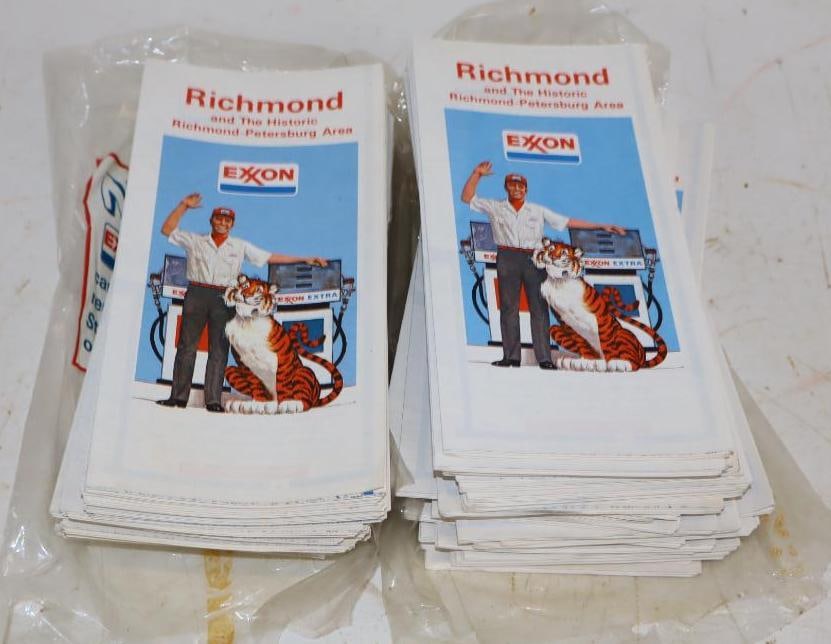 Richmond
and The Historic
Richmond-Petersburg Area
EXXON
EXXON EXTRA
Richmond
and The Historic
Richmond-Petersburg Area
EXXON
EXXON EXTRA